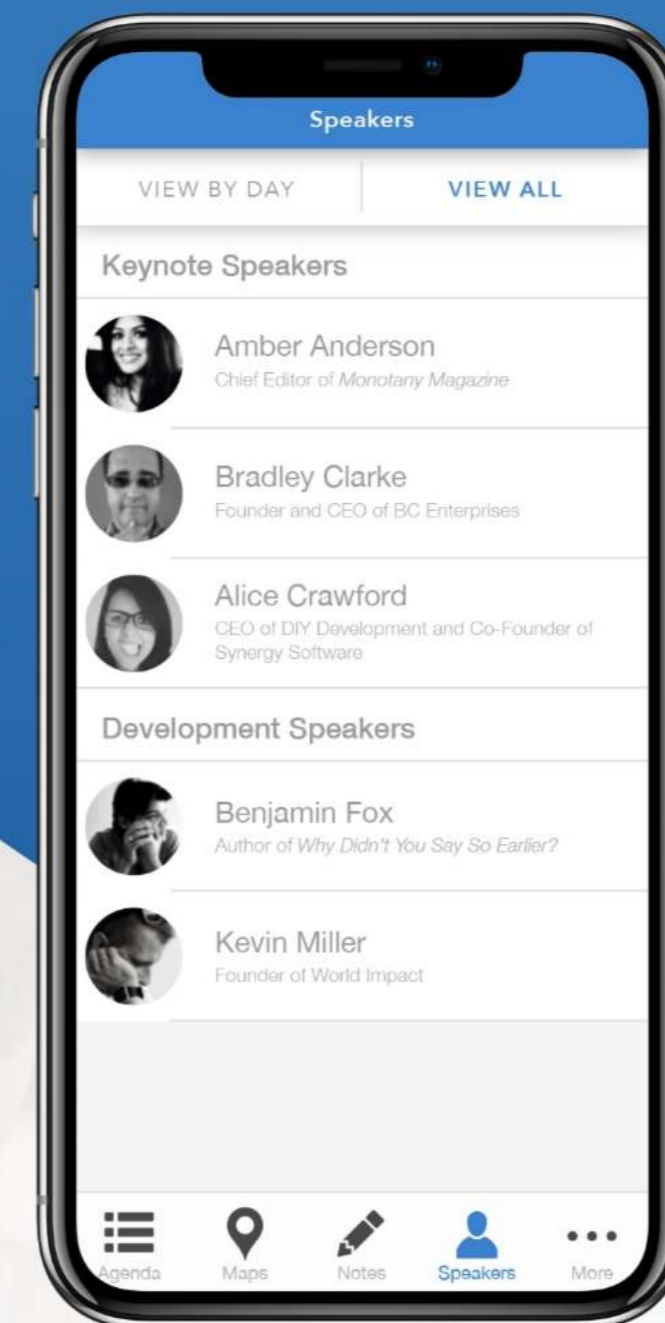 Speakers
VIEW BY DAY
VIEW ALL
Keynote Speakers
Amber Anderson
Chief Editor of Monotany Magazine
Bradley Clarke
Founder and CEO of BC Enterprises
Alice Crawford
CEO of DIY Development and Co-Founder of
Synergy Software
Development Speakers
Benjamin Fox
Author of Why Didn't You Say So Earlier?
Kevin Miller
Founder of World Impact
Agenda
Maps
Notes
Speakers
More